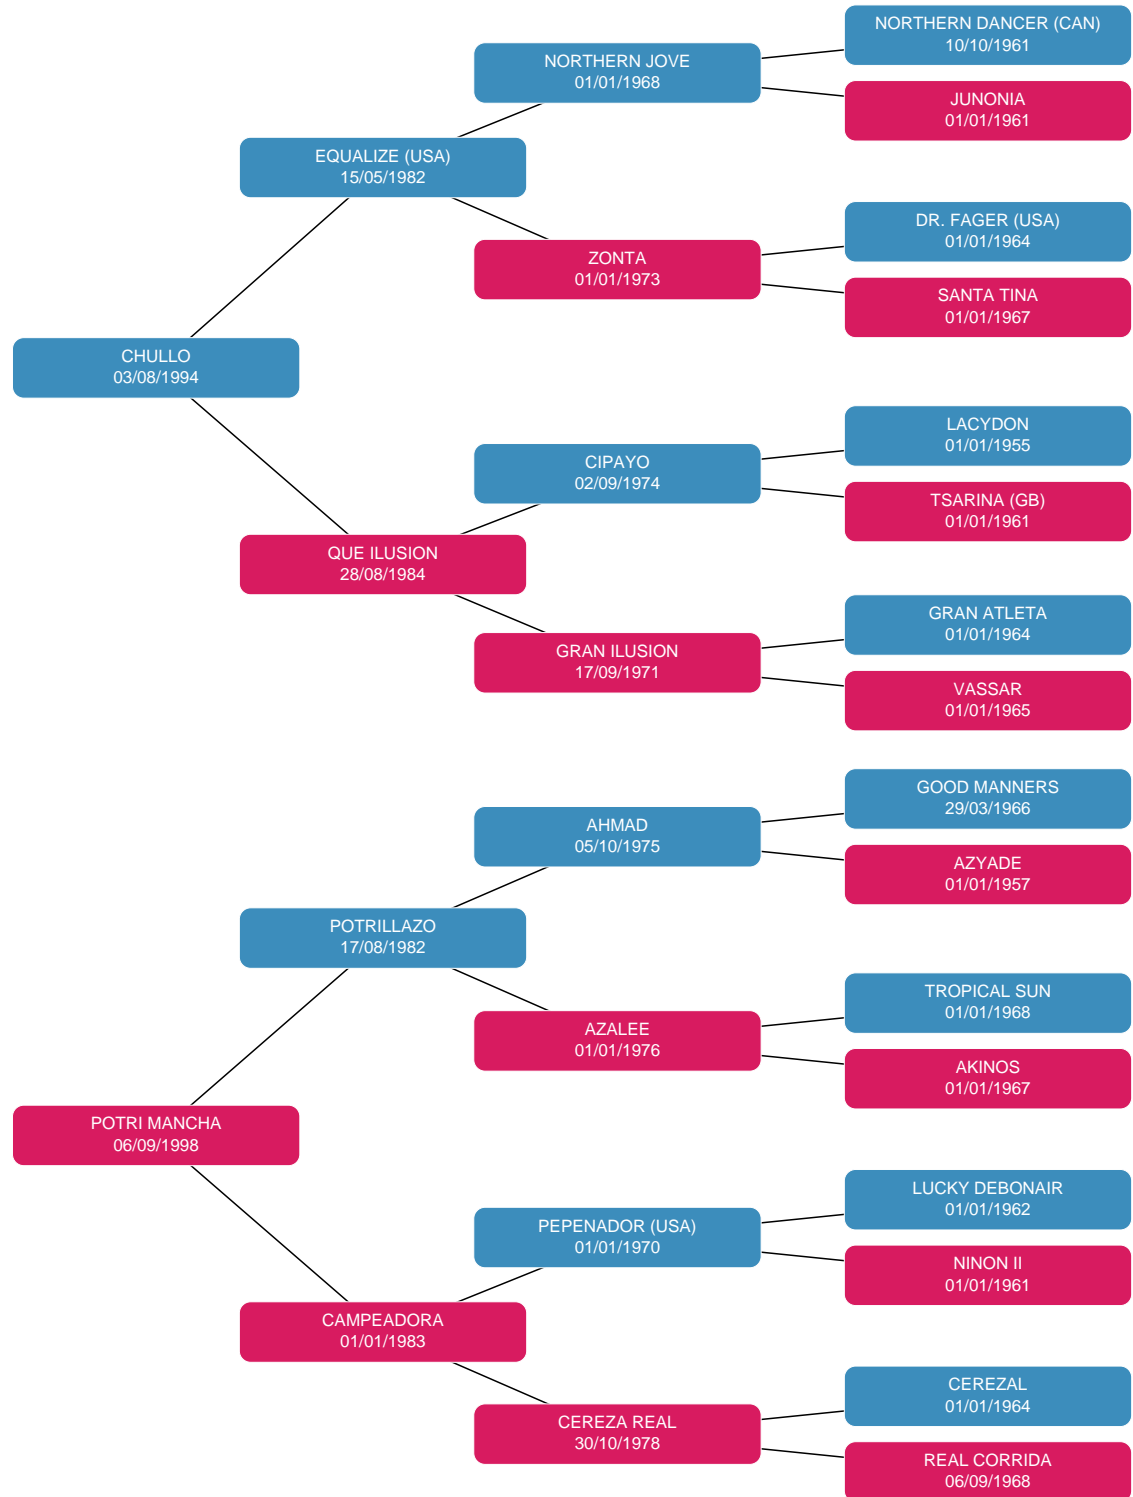 NORTHERN DANCER (CAN)
10/10/1961
NORTHERN JOVE
01/01/1968
JUNONIA
01/01/1961
EQUALIZE (USA)
15/05/1982
DR. FAGER (USA)
01/01/1964
ZONTA
01/01/1973
SANTA TINA
01/01/1967
CHULLO
03/08/1994
LACYDON
01/01/1955
CIPAYO
02/09/1974
TSARINA (GB)
01/01/1961
QUE ILUSION
28/08/1984
GRAN ATLETA
01/01/1964
GRAN ILUSION
17/09/1971
VASSAR
01/01/1965
GOOD MANNERS
29/03/1966
AHMAD
05/10/1975
AZYADE
01/01/1957
POTRILLAZO
17/08/1982
TROPICAL SUN
01/01/1968
AZALEE
01/01/1976
AKINOS
01/01/1967
POTRI MANCHA
06/09/1998
LUCKY DEBONAIR
01/01/1962
PEPENADOR (USA)
01/01/1970
NINON II
01/01/1961
CAMPEADORA
01/01/1983
CEREZAL
01/01/1964
CEREZA REAL
30/10/1978
REAL CORRIDA
06/09/1968